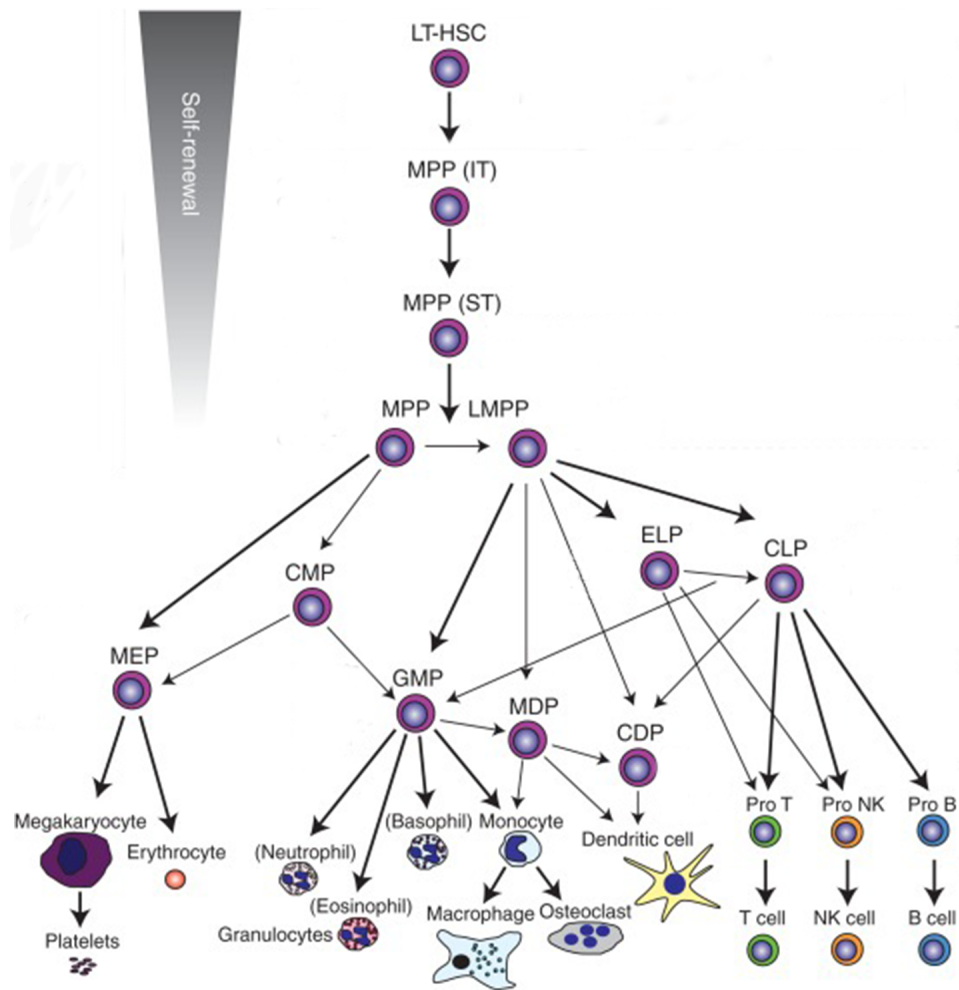 LT-HSC
Self-renewal
MPP (IT)
MPP (ST)
MPP LMPP
ELP
CLP
CMP
MEP
GMP
MDP
CDP
Pro T Pro NK Pro B
Megakaryocyte (Basophil) Monocyte
Dendritic cell
Erythrocyte (Neutrophil)
(Eosinophil)
Macrophage Osteoclast
T cell NK cell B cell
Granulocytes
Platelets